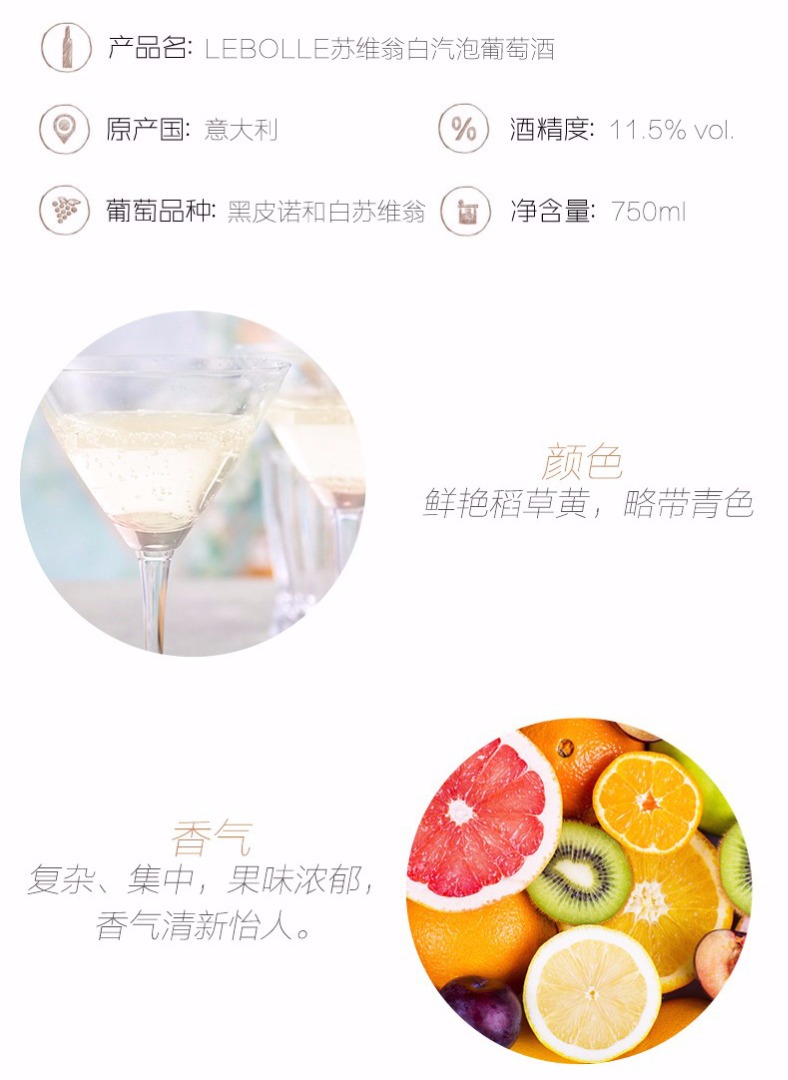 产品名: LEBOLLE苏维翁白汽泡葡萄酒
原产国: 意大利
酒精度: 11.5% vol.
葡萄品种: 黑皮诺和白苏维翁
净含量: 750ml
颜色
鲜艳稻草黄，略带青色
香气
复杂、集中，果味浓郁，
香气清新怡人。